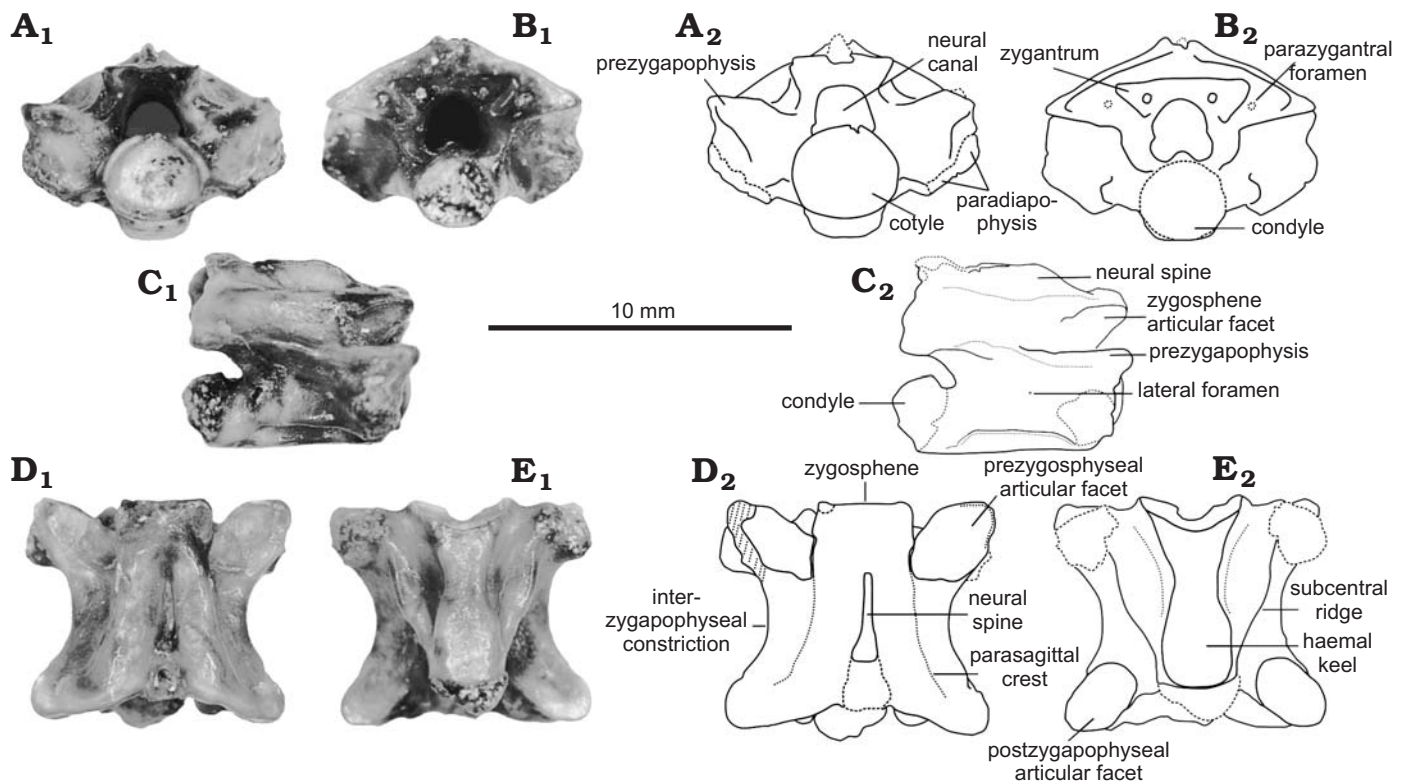 A1
B1
A2
B2
prezygapophysis
neural
canal
zygantrum
parazygantral
foramen
cotyle
paradiapo-
physis
condyle
C1
10 mm
C2
neural spine
zygosphene
articular facet
prezygapophysis
lateral foramen
condyle
D1
E1
D2
zygosphene
prezygosphyseal
articular facet
E2
inter-
zygapophyseal
constriction
neural
spine
parasagittal
crest
subcentral
ridge
haemal
keel
postzygapophyseal
articular facet